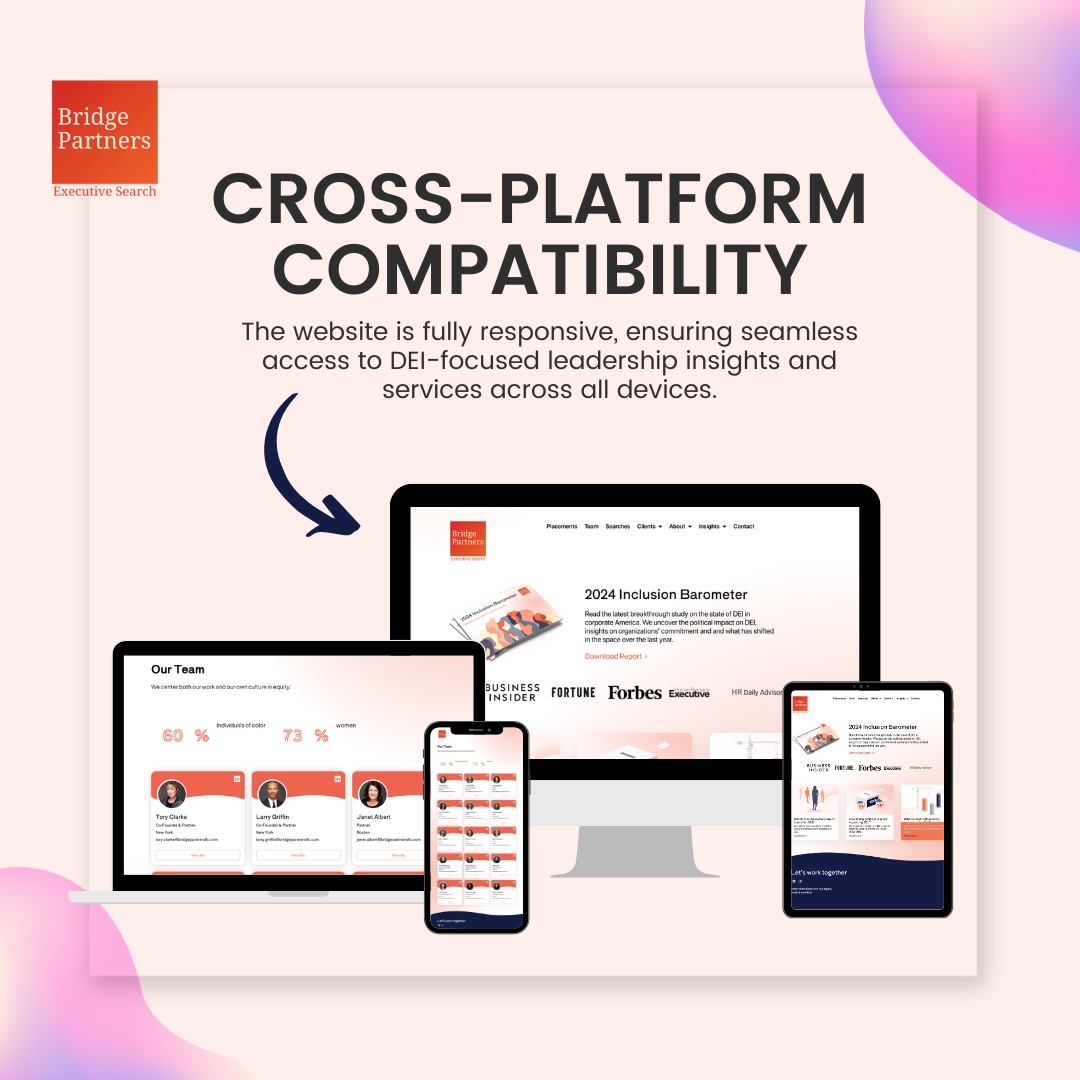 Bridge
Partners
Executive Search
CROSS-PLATFORM
COMPATIBILITY
The website is fully responsive, ensuring seamless
access to DEI-focused leadership insights and
services across all devices.
Bridge
Partners
Executive Search
Placements Team Searches Clients About Insights Contact
2024 Inclusion Barometer
2024 Inclusion Barometer
Read the latest breakthrough study on the state of DEI in
corporate America. We uncover the political impact on DEI,
insights on organizations' commitment and and what has shifted
in the space over the last year.
Download Report ›
BUSINESS
INSIDER
FORTUNE
Forbes
Executive
HR Daily Advisor
Our Team
We center both our work and our own culture in equity:
60 % Individuals of color 73 % women
Tory Clarke
Co-Founder & Partner
New York
tory.clarke@bridgepartnersllc.com
View Bio
Larry Griffin
Co-Founder & Partner
New York
larry.griffin@bridgepartnersllc.com
View Bio
Janet Albert
Partner
Boston
janet.albert@bridgepartnersllc.com
View Bio
Our Team
Let's work together
Bridge
Partners
2024 Inclusion Barometer
BUSINESS
INSIDER
FORTUNE
Forbes
Executive
Let's work together